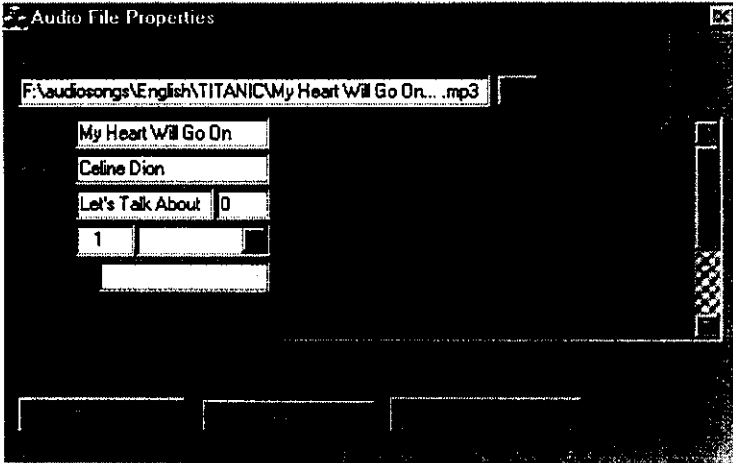 Audio File Properties
F:\audiosongs\English\TITANIC\My Heart Will Go On... .mp3
My Heart Will Go On
Celine Dion
Let's Talk About 0
1